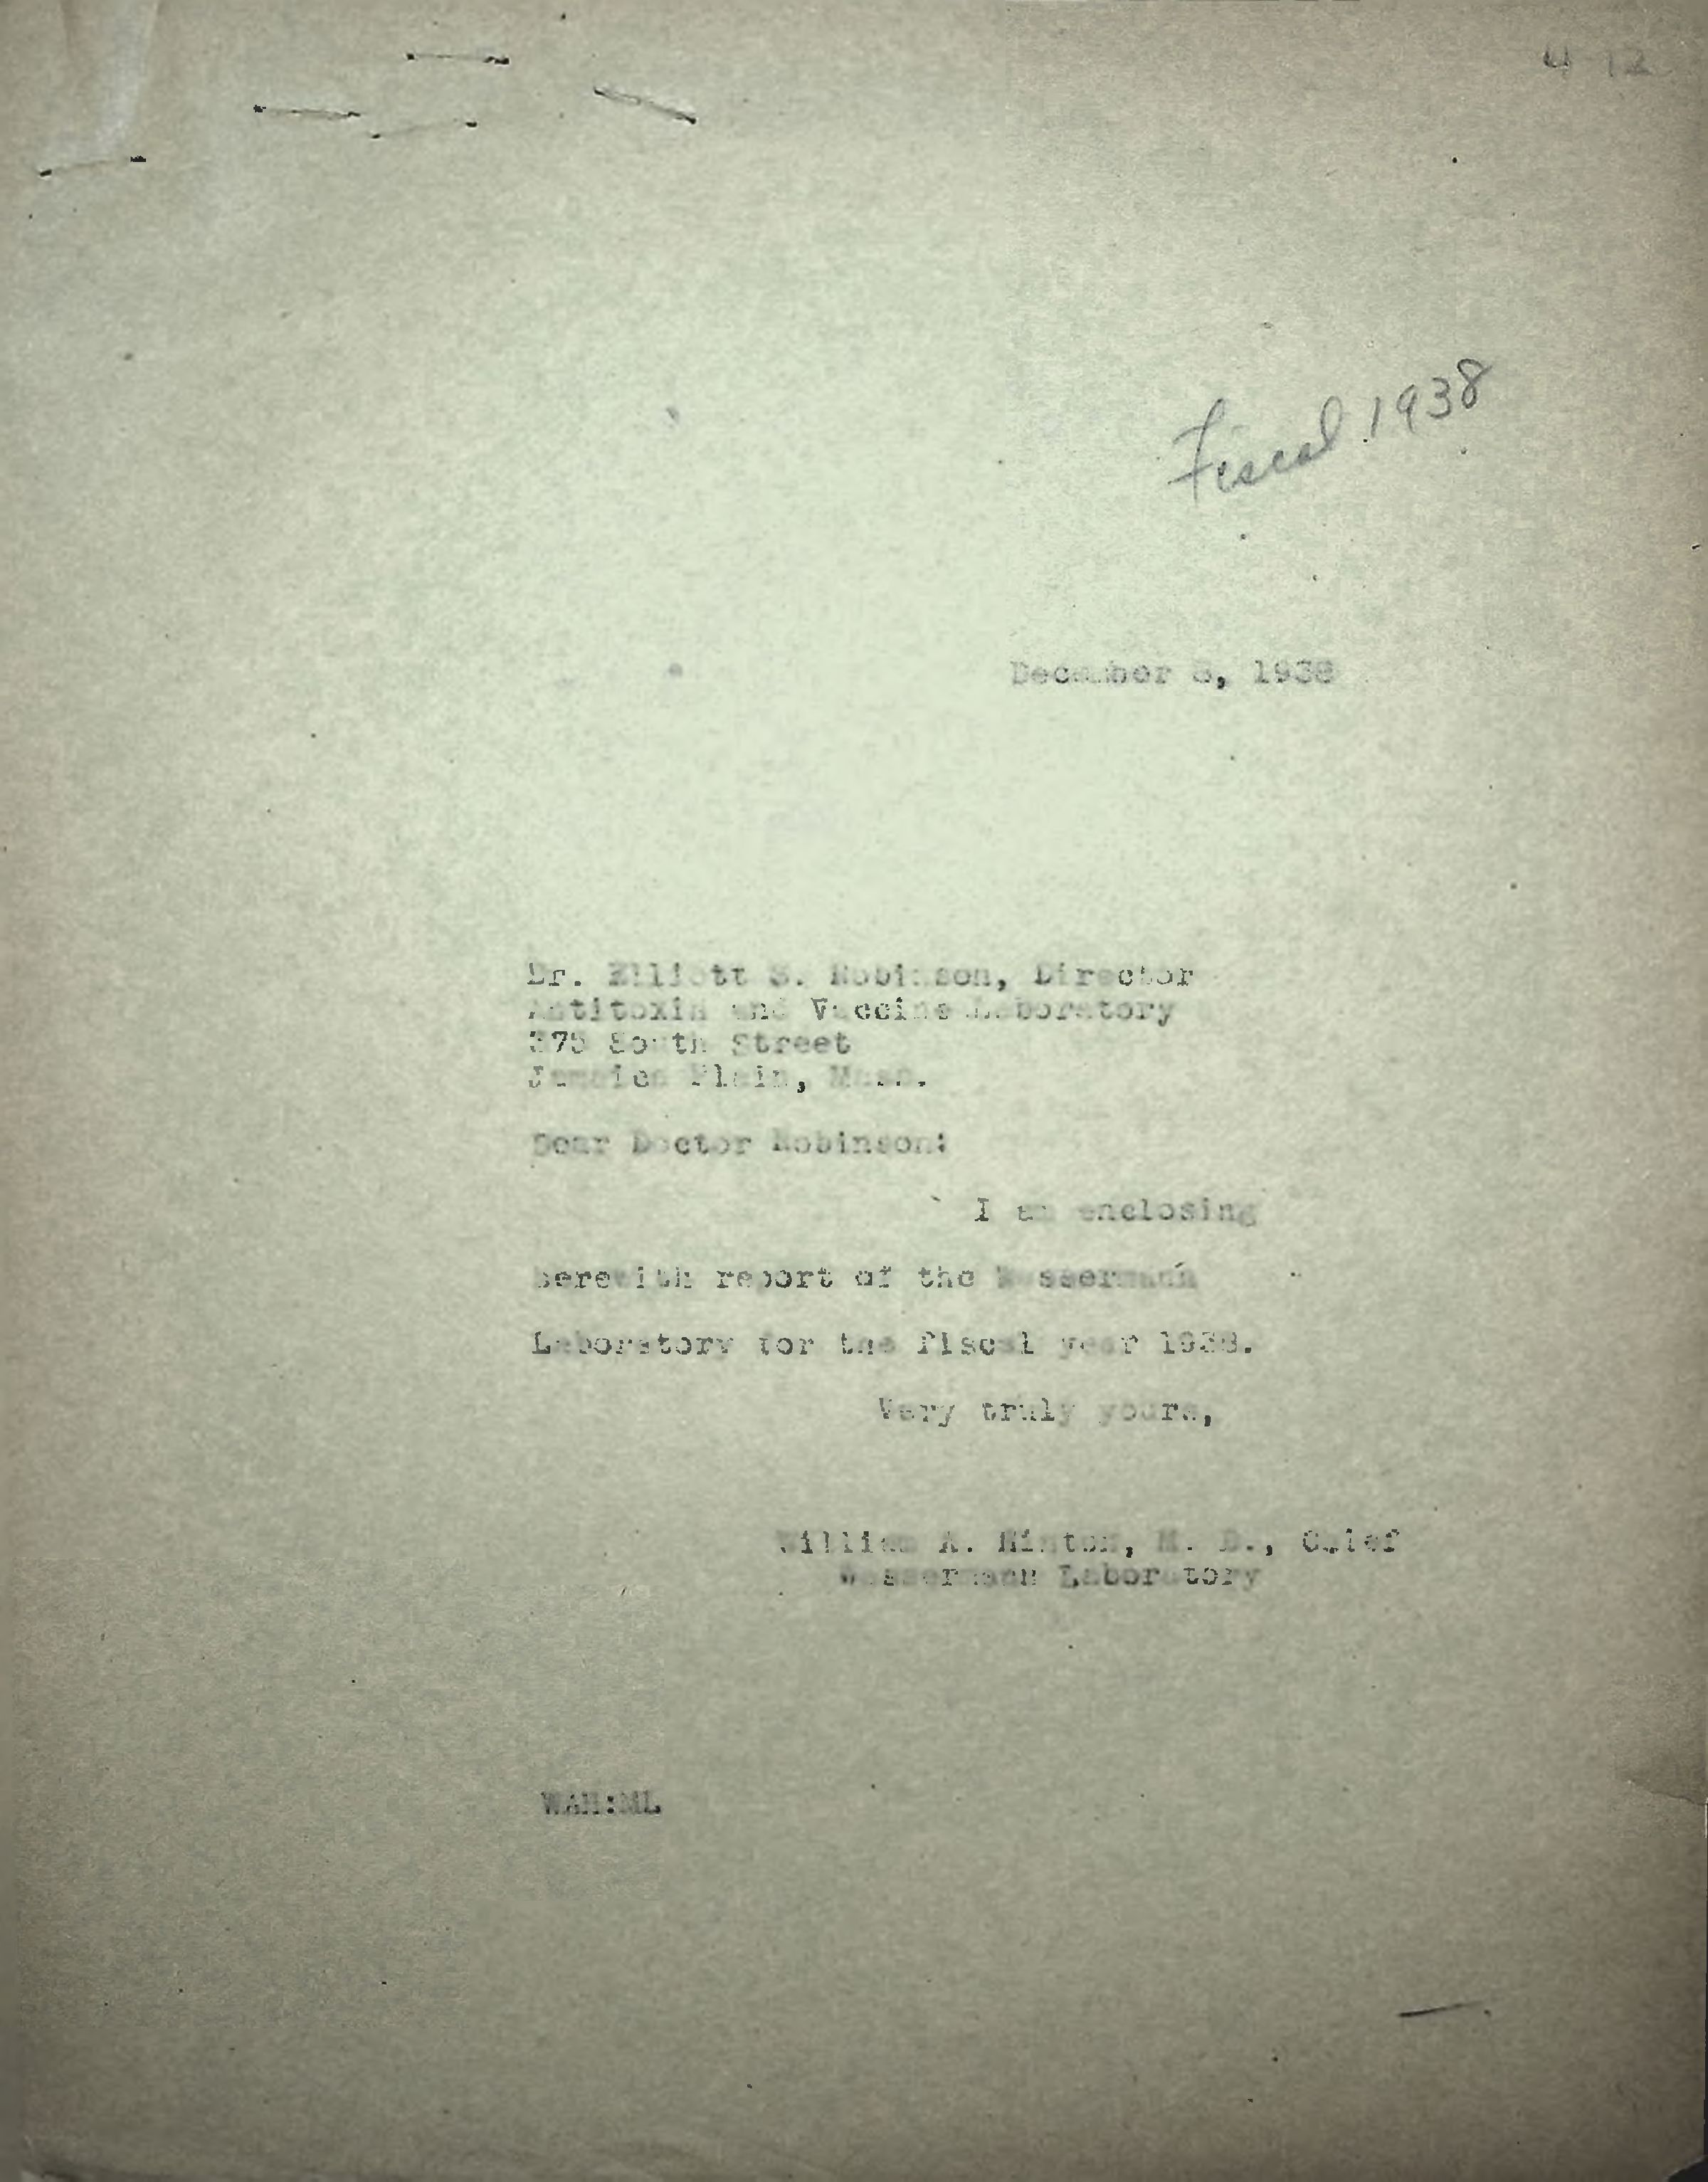 4 12
Fiscal 1938
December 8, 1938
Dr. Elliott S. Robinson, Director
Antitoxin and Vaccine Laboratory
375 South Street
Jamaica Plain, Mass.
Dear Doctor Robinson:
I am enclosing
herewith report of the Wassermann
Laboratory for the fiscal year 1938.
Very truly yours,
William A. Hinton, M. D., Chief
Wassermann Laboratory
WAH:ML